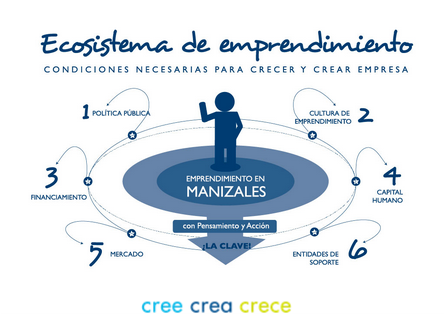 Ecosistema de emprendimiento
CONDICIONES NECESARIAS PARA CRECER Y CREAR EMPRESA
1 POLÍTICA PÚBLICA
CULTURA DE
EMPRENDIMIENTO 2
3
FINANCIAMIENTO
EMPRENDIMIENTO EN
MANIZALES
4
CAPITAL
HUMANO
con Pensamiento y Acción
¡LA CLAVE!
5 MERCADO
6
ENTIDADES DE
SOPORTE
cree crea crece